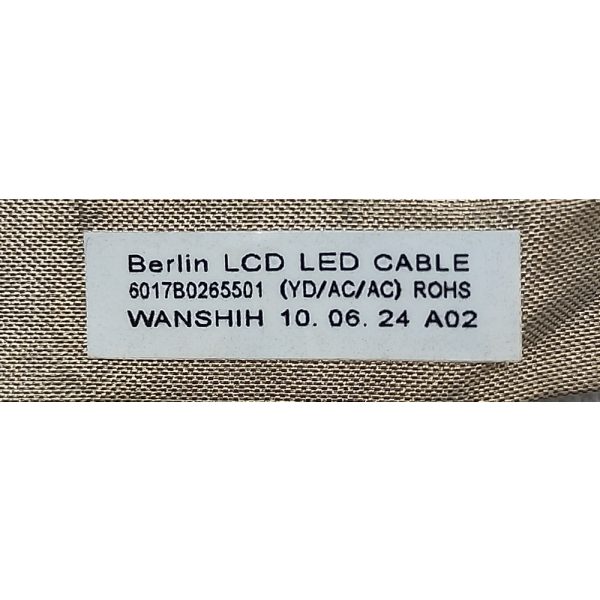 Berlin LCD LED CABLE
6017B0265501 (YD/AC/AC) ROHS
WANSHIH 10. 06. 24 A02